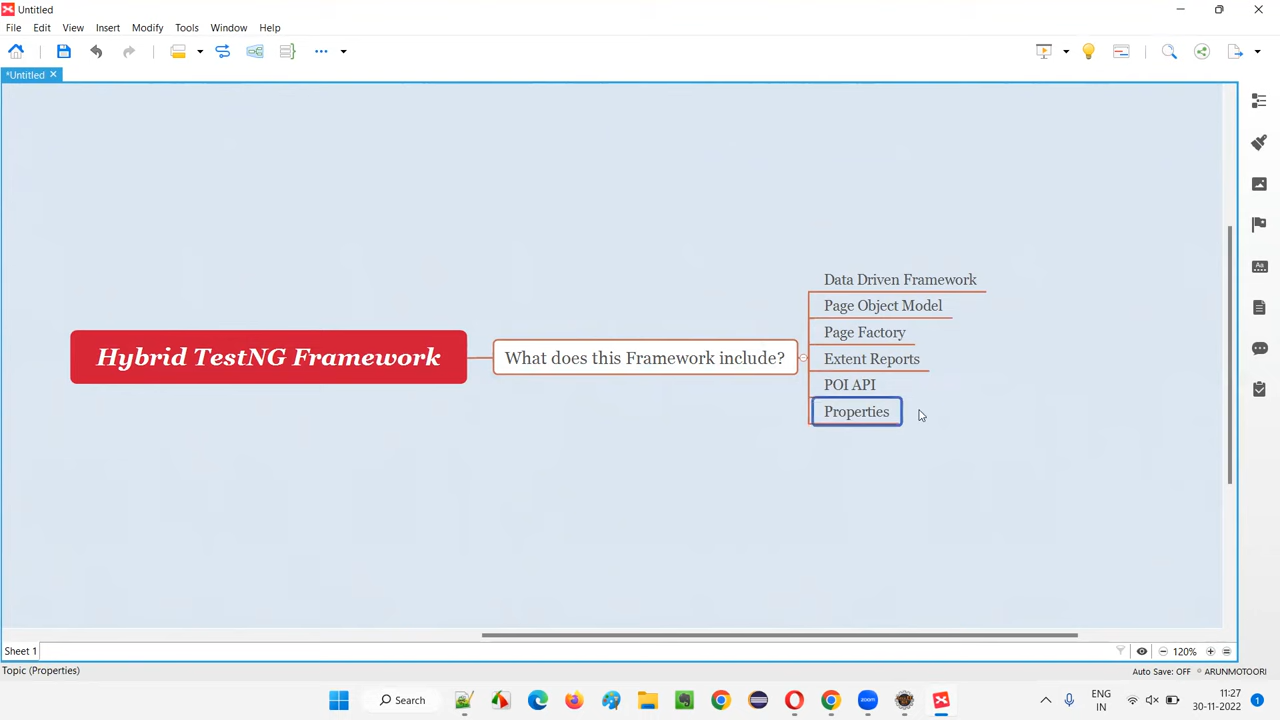 Untitled
File Edit View Insert Modify Tools Window Help
*Untitled
Data Driven Framework
Page Object Model
Page Factory
Hybrid TestNG Framework
What does this Framework include?
Extent Reports
POI API
Properties
Sheet 1
120%
Topic (Properties)
Auto Save: OFF
ARUNMOTOORI
Search
ENG
IN
11:27
30-11-2022
1